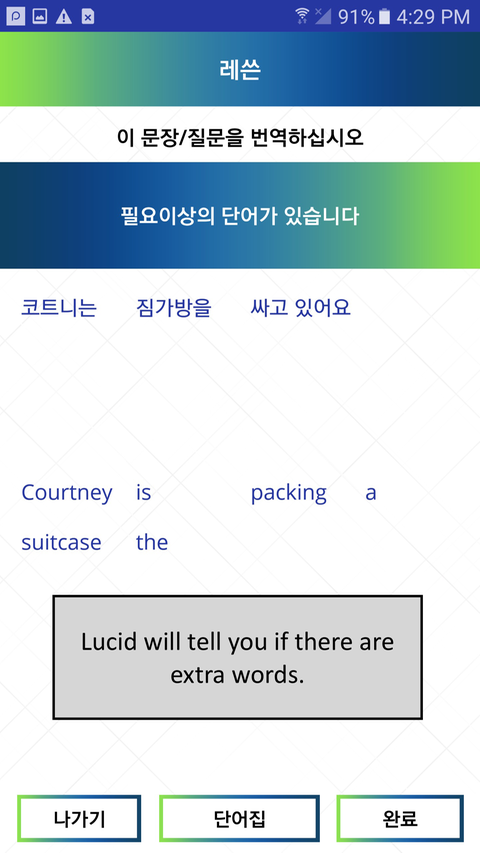 91% 4:29 PM
레쓴
이 문장/질문을 번역하십시오
필요이상의 단어가 있습니다
코트니는 짐가방을 싸고 있어요
Courtney is packing a
suitcase the
Lucid will tell you if there are
extra words.
나가기 단어집 완료